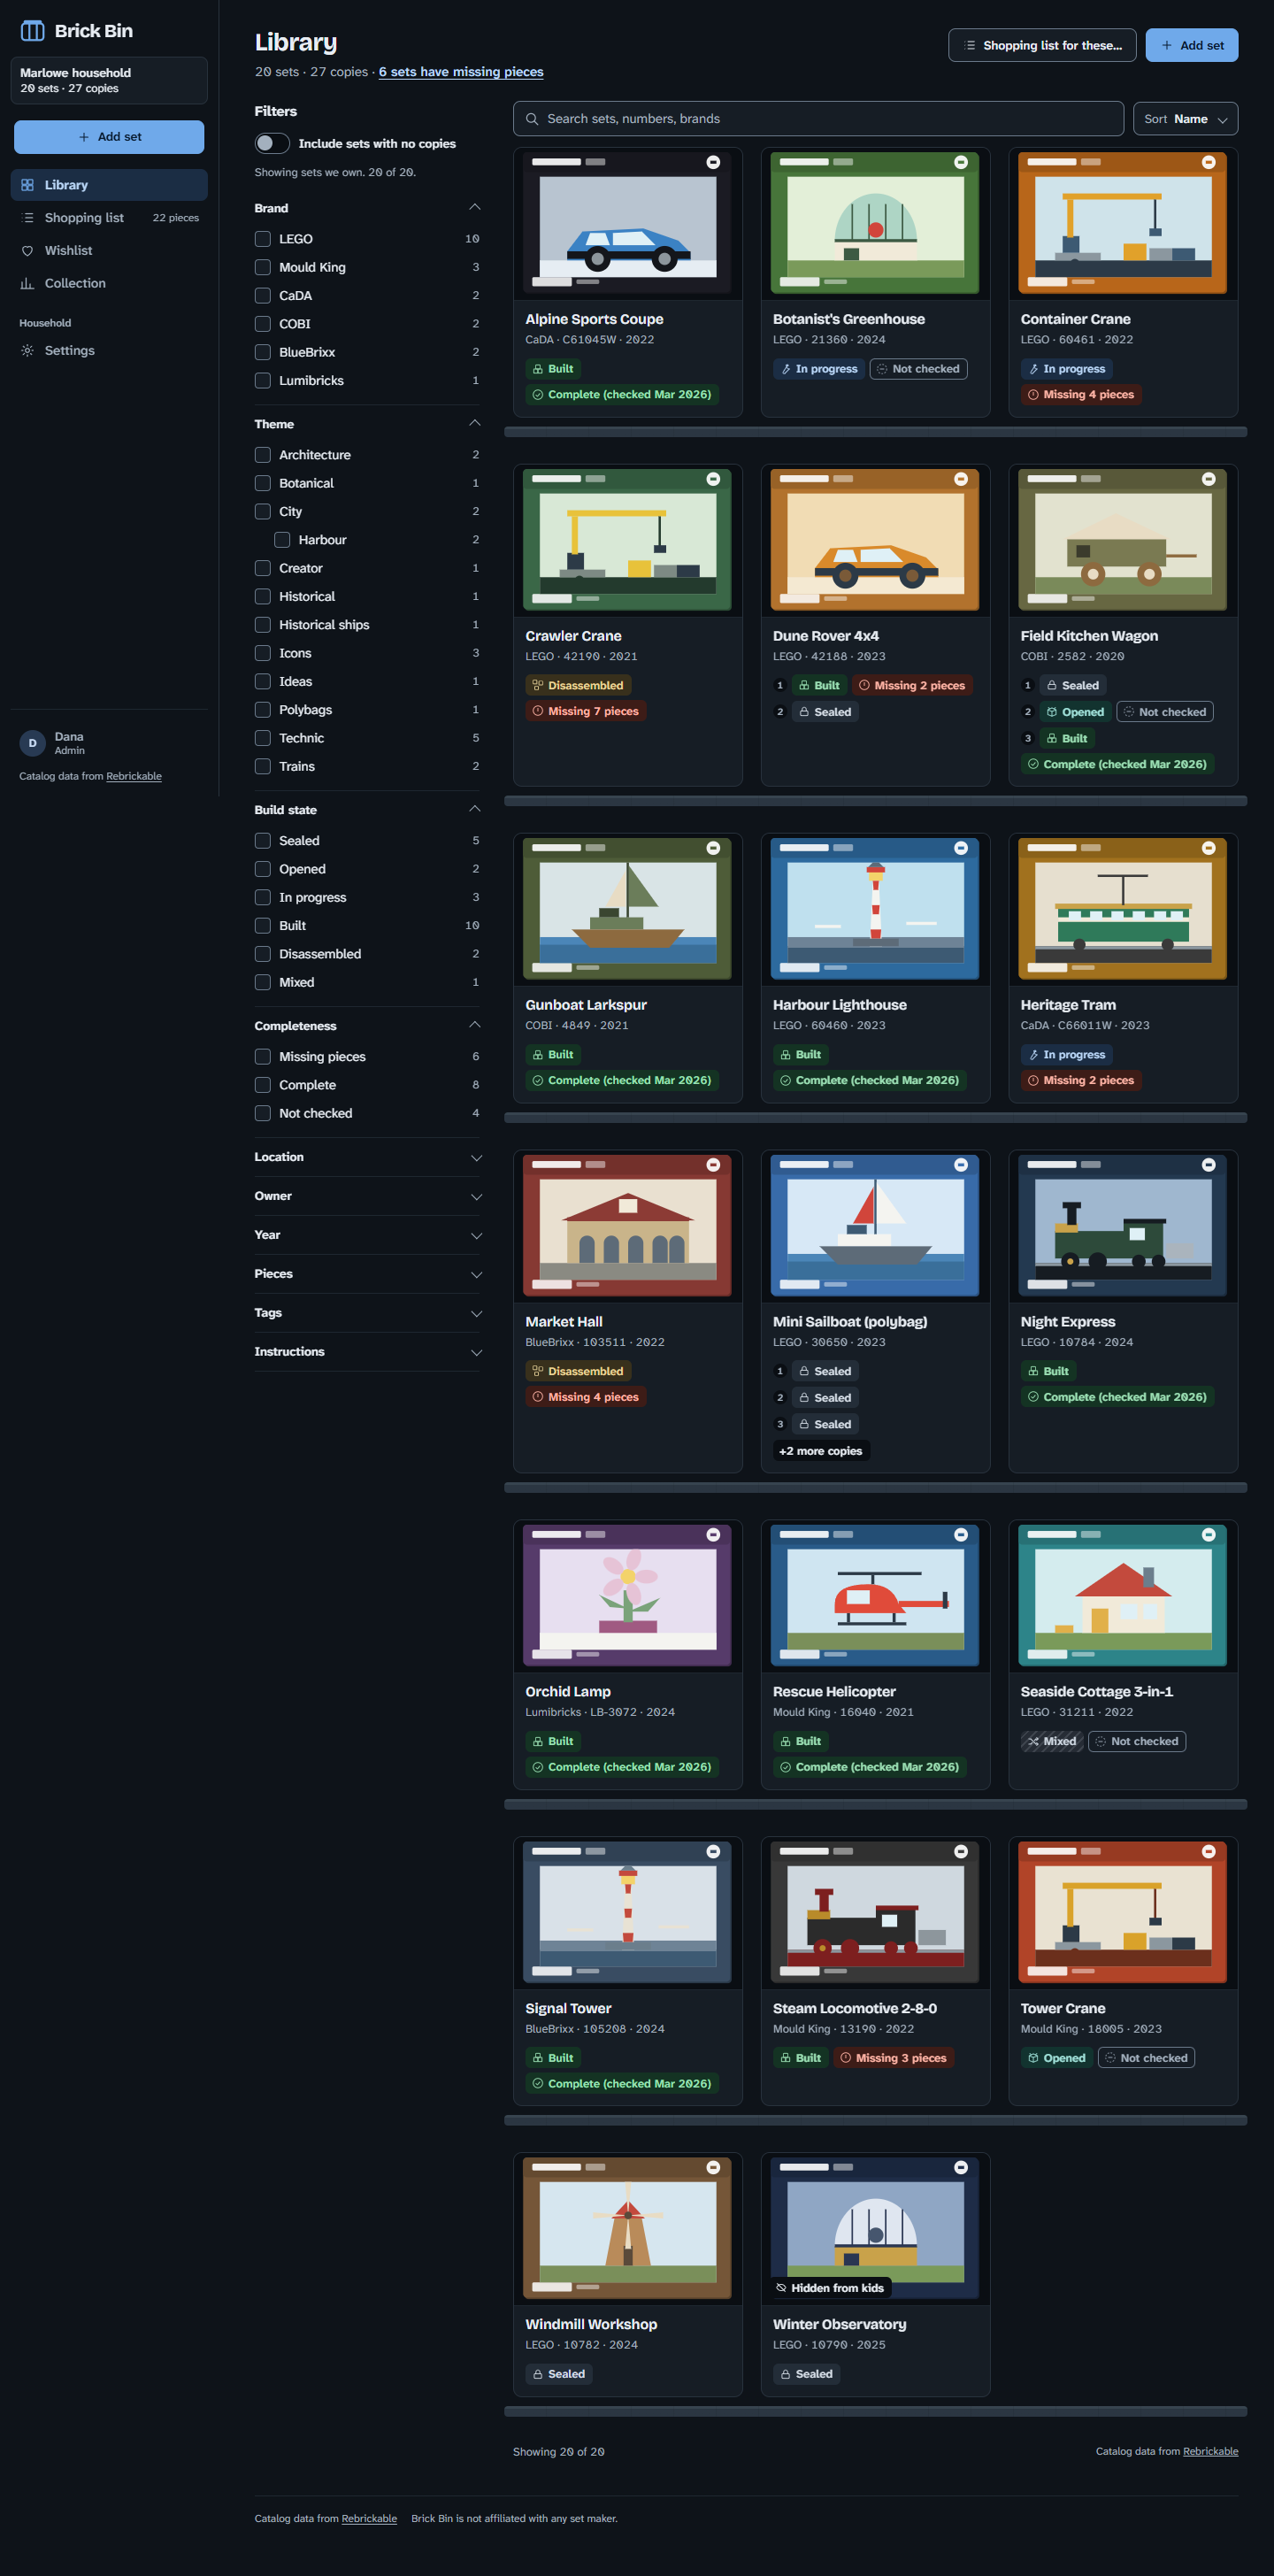 Brick Bin
Marlowe household
20 sets · 27 copies
Add set
Library
Shopping list 22 pieces
Wishlist
Collection
Household
Settings
D
Dana
Admin
Catalog data from Rebrickable
Library
20 sets · 27 copies · 6 sets have missing pieces
Shopping list for these...
Add set
Filters
Include sets with no copies
Showing sets we own. 20 of 20.
Brand
LEGO 10
Mould King 3
CaDA 2
COBI 2
BlueBrixx 2
Lumibricks 1
Theme
Architecture 2
Botanical 1
City 2
Harbour 2
Creator 1
Historical 1
Historical ships 1
Icons 3
Ideas 1
Polybags 1
Technic 5
Trains 2
Build state
Sealed 5
Opened 2
In progress 3
Built 10
Disassembled 2
Mixed 1
Completeness
Missing pieces 6
Complete 8
Not checked 4
Location
Owner
Year
Pieces
Tags
Instructions
Search sets, numbers, brands
Sort Name
Alpine Sports Coupe
CaDA · C61045W · 2022
Built
Complete (checked Mar 2026)
Botanist's Greenhouse
LEGO · 21360 · 2024
In progress Not checked
Container Crane
LEGO · 60461 · 2022
In progress
Missing 4 pieces
Crawler Crane
LEGO · 42190 · 2021
Disassembled
Missing 7 pieces
Dune Rover 4x4
LEGO · 42188 · 2023
1 Built Missing 2 pieces
2 Sealed
Field Kitchen Wagon
COBI · 2582 · 2020
1 Sealed
2 Opened Not checked
3 Built
Complete (checked Mar 2026)
Gunboat Larkspur
COBI · 4849 · 2021
Built
Complete (checked Mar 2026)
Harbour Lighthouse
LEGO · 60460 · 2023
Built
Complete (checked Mar 2026)
Heritage Tram
CaDA · C66011W · 2023
In progress
Missing 2 pieces
Market Hall
BlueBrixx · 103511 · 2022
Disassembled
Missing 4 pieces
Mini Sailboat (polybag)
LEGO · 30650 · 2023
1 Sealed
2 Sealed
3 Sealed
+2 more copies
Night Express
LEGO · 10784 · 2024
Built
Complete (checked Mar 2026)
Orchid Lamp
Lumibricks · LB-3072 · 2024
Built
Complete (checked Mar 2026)
Rescue Helicopter
Mould King · 16040 · 2021
Built
Complete (checked Mar 2026)
Seaside Cottage 3-in-1
LEGO · 31211 · 2022
Mixed Not checked
Signal Tower
BlueBrixx · 105208 · 2024
Built
Complete (checked Mar 2026)
Steam Locomotive 2-8-0
Mould King · 13190 · 2022
Built Missing 3 pieces
Tower Crane
Mould King · 18005 · 2023
Opened Not checked
Windmill Workshop
LEGO · 10782 · 2024
Sealed
Hidden from kids
Winter Observatory
LEGO · 10790 · 2025
Sealed
Showing 20 of 20
Catalog data from Rebrickable
Catalog data from Rebrickable Brick Bin is not affiliated with any set maker.